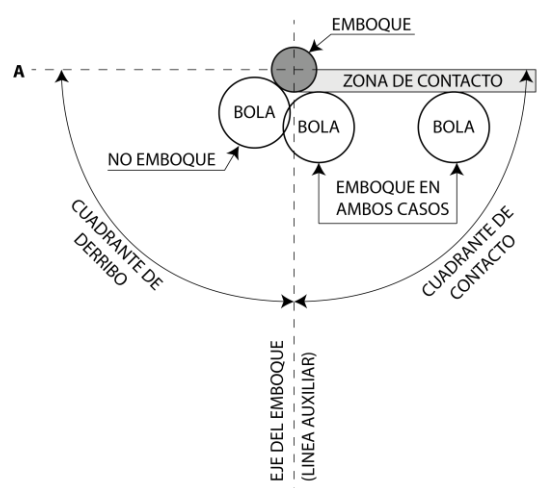 EMBOQUE
A
ZONA DE CONTACTO
BOLA
BOLA
BOLA
NO EMBOQUE
EMBOQUE EN
AMBOS CASOS
CUADRANTE DE
DERRIBO
CUADRANTE DE
CONTACTO
EJE DEL EMBOQUE
(LINEA AUXILIAR)